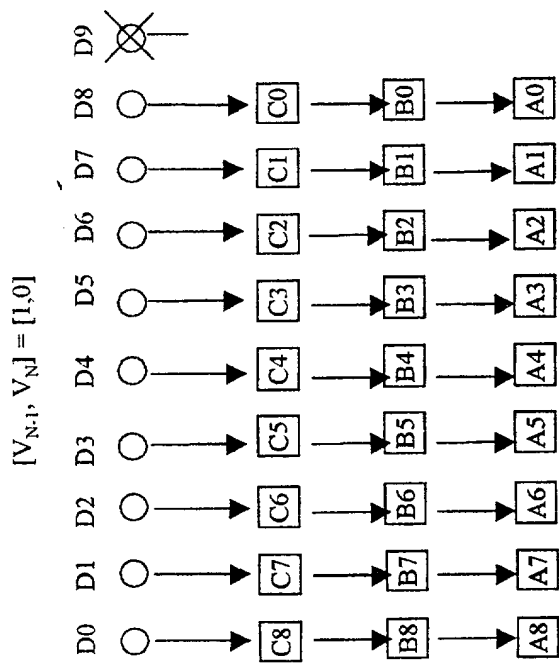 [V_{N-1}, V_N] = [1,0]
D0 D1 D2 D3 D4 D5 D6 D7 D8 D9
C8 C7 C6 C5 C4 C3 C2 C1 C0
B8 B7 B6 B5 B4 B3 B2 B1 B0
A8 A7 A6 A5 A4 A3 A2 A1 A0